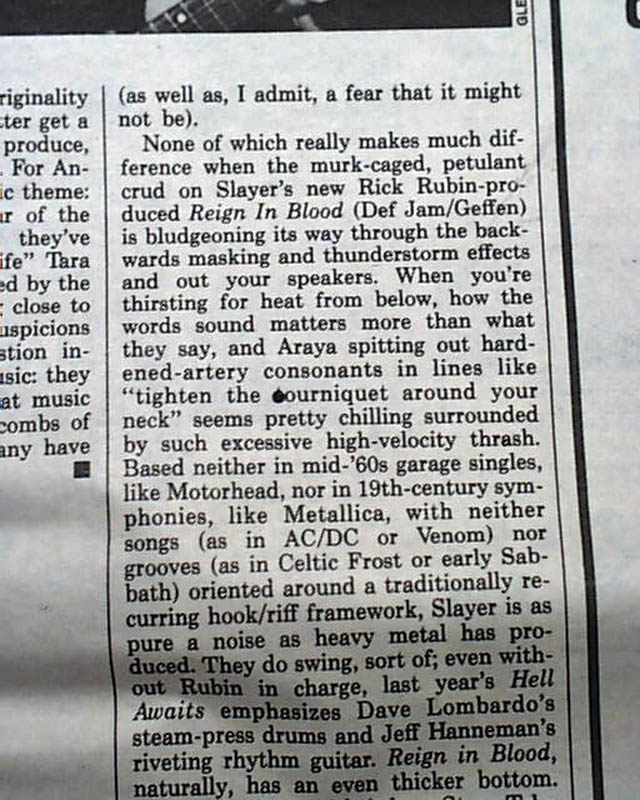 GLE
riginality
ter get a
produce,
. For An-
ic theme:
ur of the
they've
ife" Tara
ed by the
close to
uspicions
stion in-
usic: they
at music
combs of
any have
(as well as, I admit, a fear that it might
not be).
None of which really makes much dif-
ference when the murk-caged, petulant
crud on Slayer's new Rick Rubin-pro-
duced Reign In Blood (Def Jam/Geffen)
is bludgeoning its way through the back-
wards masking and thunderstorm effects
and out your speakers. When you're
thirsting for heat from below, how the
words sound matters more than what
they say, and Araya spitting out hard-
ened-artery consonants in lines like
"tighten the ourniquet around your
neck" seems pretty chilling surrounded
by such excessive high-velocity thrash.
Based neither in mid-'60s garage singles,
like Motorhead, nor in 19th-century sym-
phonies, like Metallica, with neither
songs (as in AC/DC or Venom) nor
grooves (as in Celtic Frost or early Sab-
bath) oriented around a traditionally re-
curring hook/riff framework, Slayer is as
pure a noise as heavy metal has pro-
duced. They do swing, sort of; even with-
out Rubin in charge, last year's Hell
Awaits emphasizes Dave Lombardo's
steam-press drums and Jeff Hanneman's
riveting rhythm guitar. Reign in Blood,
naturally, has an even thicker bottom.